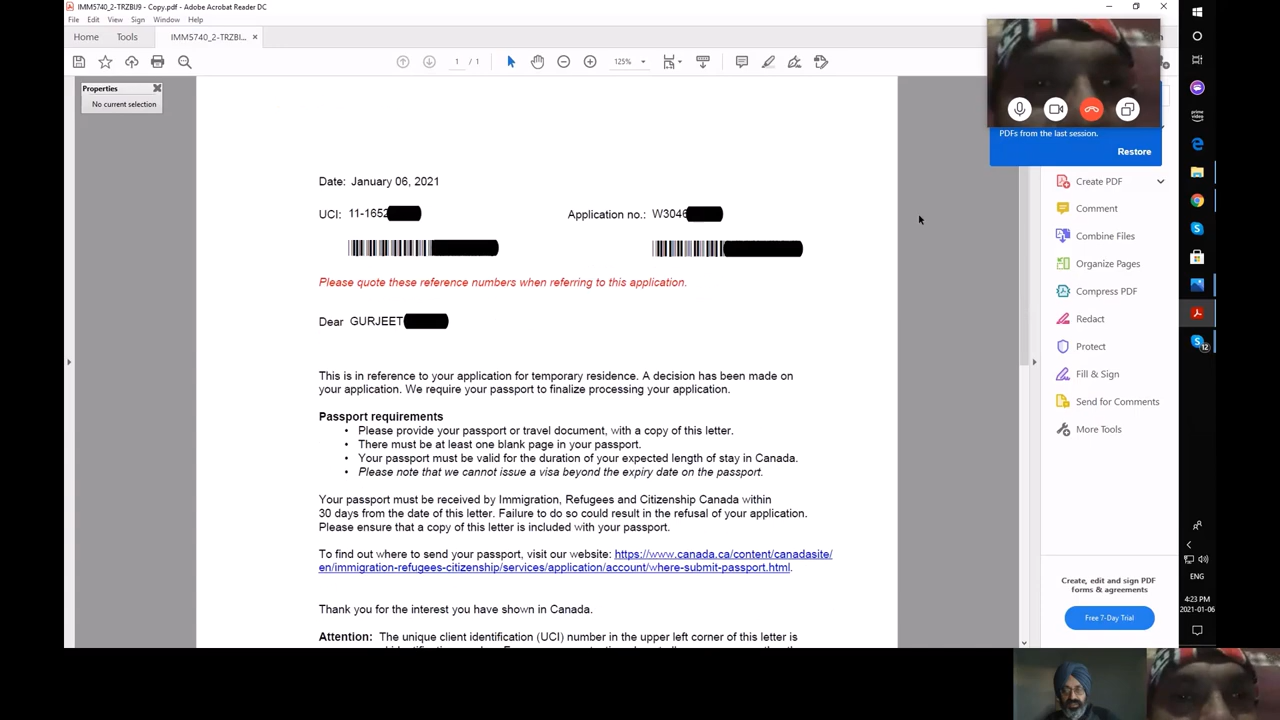 IMM5740_2-TRZBIJ9 - Copy.pdf - Adobe Acrobat Reader DC
File Edit View Sign Window Help
Home Tools IMM5740_2-TRZBI...
1 / 1 125%
Properties
No current selection
PDFs from the last session.
Restore
Date: January 06, 2021
UCI: 11-1652
Application no.: W3046
Please quote these reference numbers when referring to this application.
Dear GURJEET
This is in reference to your application for temporary residence. A decision has been made on
your application. We require your passport to finalize processing your application.
Passport requirements
• Please provide your passport or travel document, with a copy of this letter.
• There must be at least one blank page in your passport.
• Your passport must be valid for the duration of your expected length of stay in Canada.
• Please note that we cannot issue a visa beyond the expiry date on the passport.
Your passport must be received by Immigration, Refugees and Citizenship Canada within
30 days from the date of this letter. Failure to do so could result in the refusal of your application.
Please ensure that a copy of this letter is included with your passport.
To find out where to send your passport, visit our website: https://www.canada.ca/content/canadasite/
en/immigration-refugees-citizenship/services/application/account/where-submit-passport.html.
Thank you for the interest you have shown in Canada.
Attention: The unique client identification (UCI) number in the upper left corner of this letter is
Create PDF
Comment
Combine Files
Organize Pages
Compress PDF
Redact
Protect
Fill & Sign
Send for Comments
More Tools
Create, edit and sign PDF
forms & agreements
Free 7-Day Trial
prime video
12
ENG
4:23 PM
2021-01-06